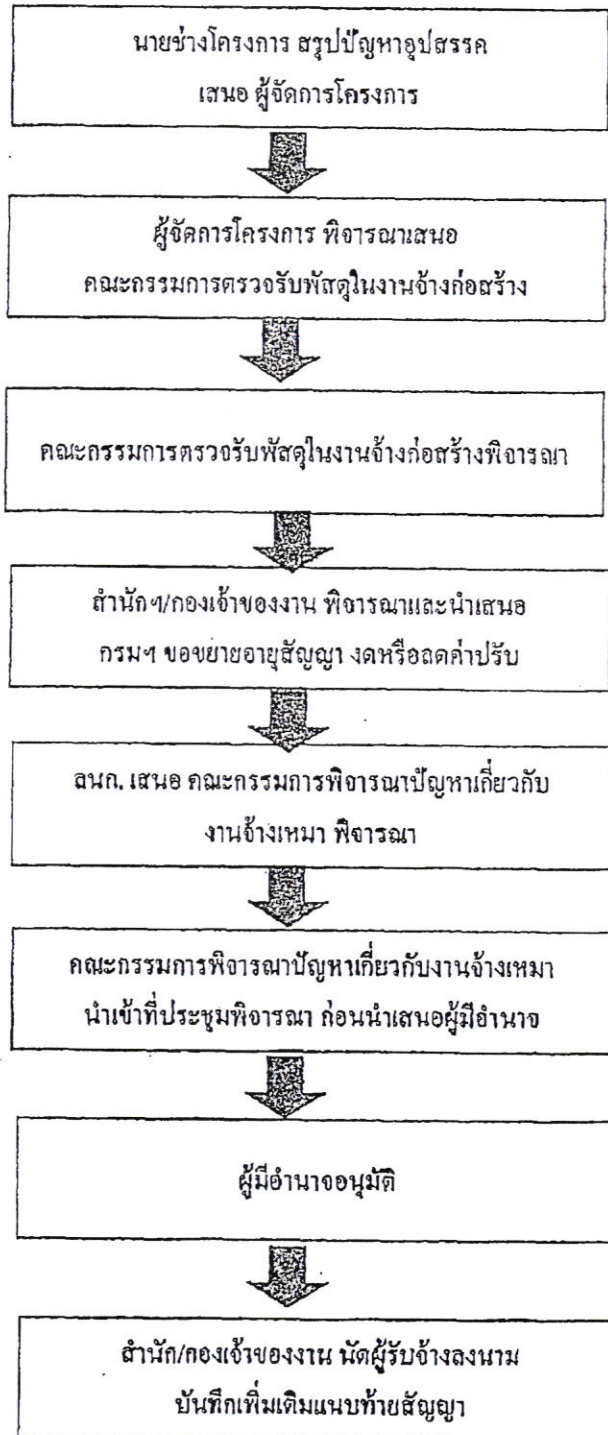 นายช่างโครงการ สรุปปัญหาอุปสรรค
เสนอ ผู้จัดการโครงการ
ผู้จัดการโครงการ พิจารณาเสนอ
คณะกรรมการตรวจรับพัสดุในงานจ้างก่อสร้าง
คณะกรรมการตรวจรับพัสดุในงานจ้างก่อสร้างพิจารณา
สำนักฯ/กองเจ้าของงาน พิจารณาและนำเสนอ
กรมฯ ขอขยายอายุสัญญา งดหรือลดค่าปรับ
ลนก. เสนอ คณะกรรมการพิจารณาปัญหาเกี่ยวกับ
งานจ้างเหมา พิจารณา
คณะกรรมการพิจารณาปัญหาเกี่ยวกับงานจ้างเหมา
นำเข้าที่ประชุมพิจารณา ก่อนนำเสนอผู้มีอำนาจ
ผู้มีอำนาจอนุมัติ
สำนัก/กองเจ้าของงาน นัดผู้รับจ้างลงนาม
บันทึกเพิ่มเติมแนบท้ายสัญญา